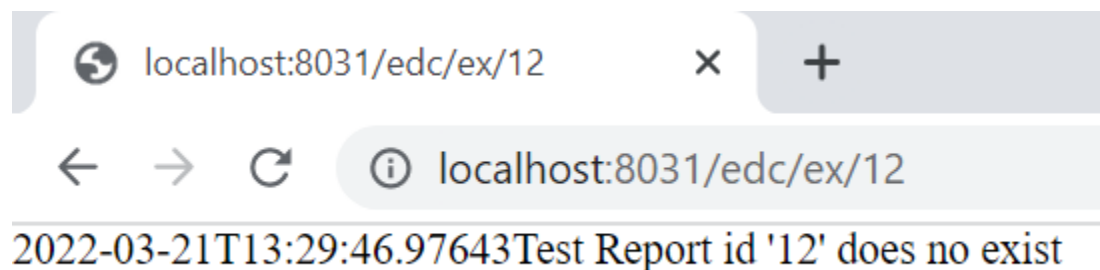 localhost:8031/edc/ex/12
localhost:8031/edc/ex/12
2022-03-21T13:29:46.97643Test Report id '12' does no exist